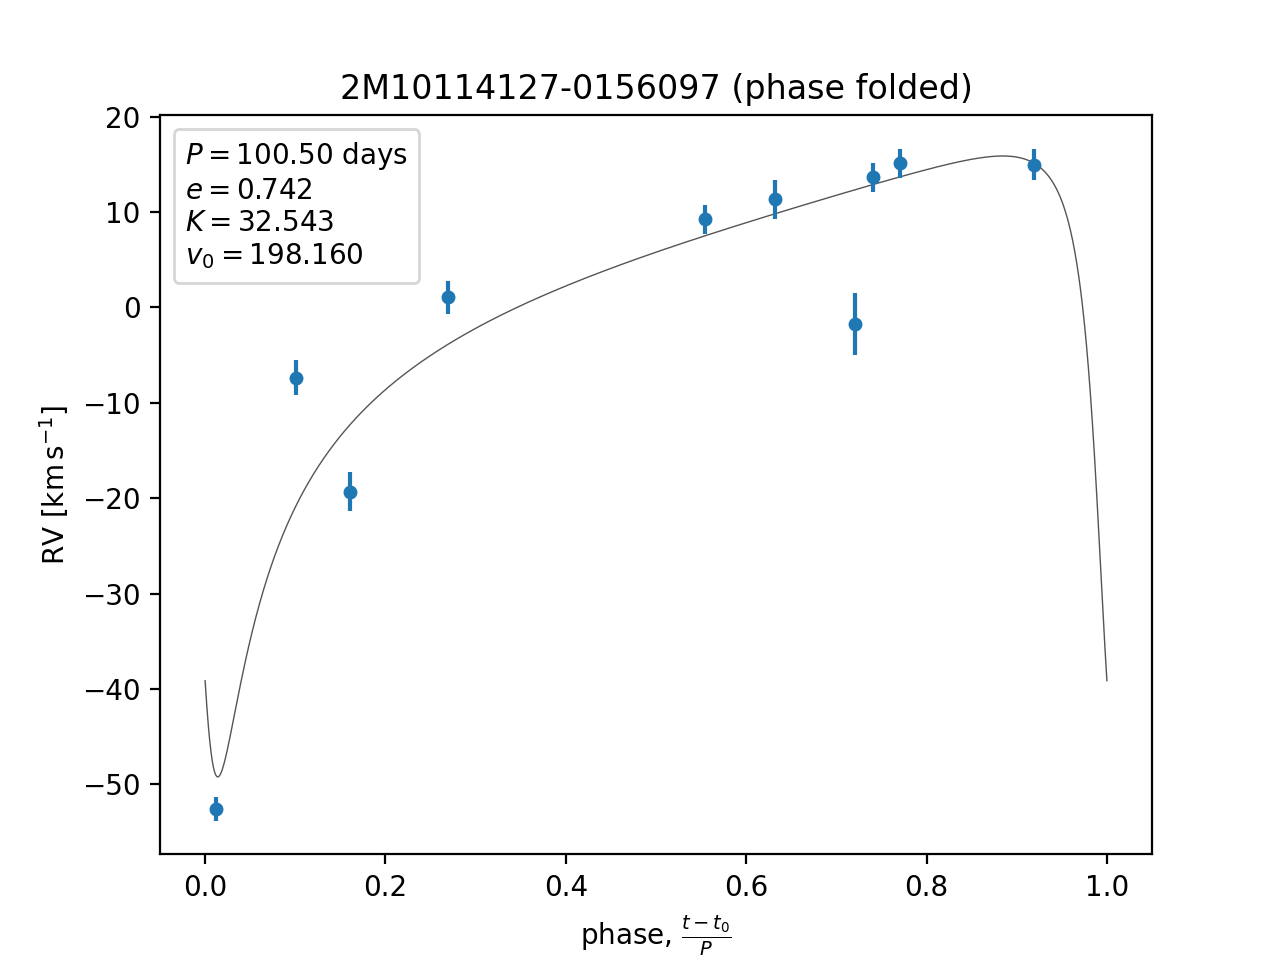 2M10114127-0156097 (phase folded)
P = 100.50 days
e = 0.742
K = 32.543
v₀ = 198.160
20
10
0
−10
−20
−30
−40
−50
RV [km s⁻¹]
0.0 0.2 0.4 0.6 0.8 1.0
phase, (t − t₀)/P